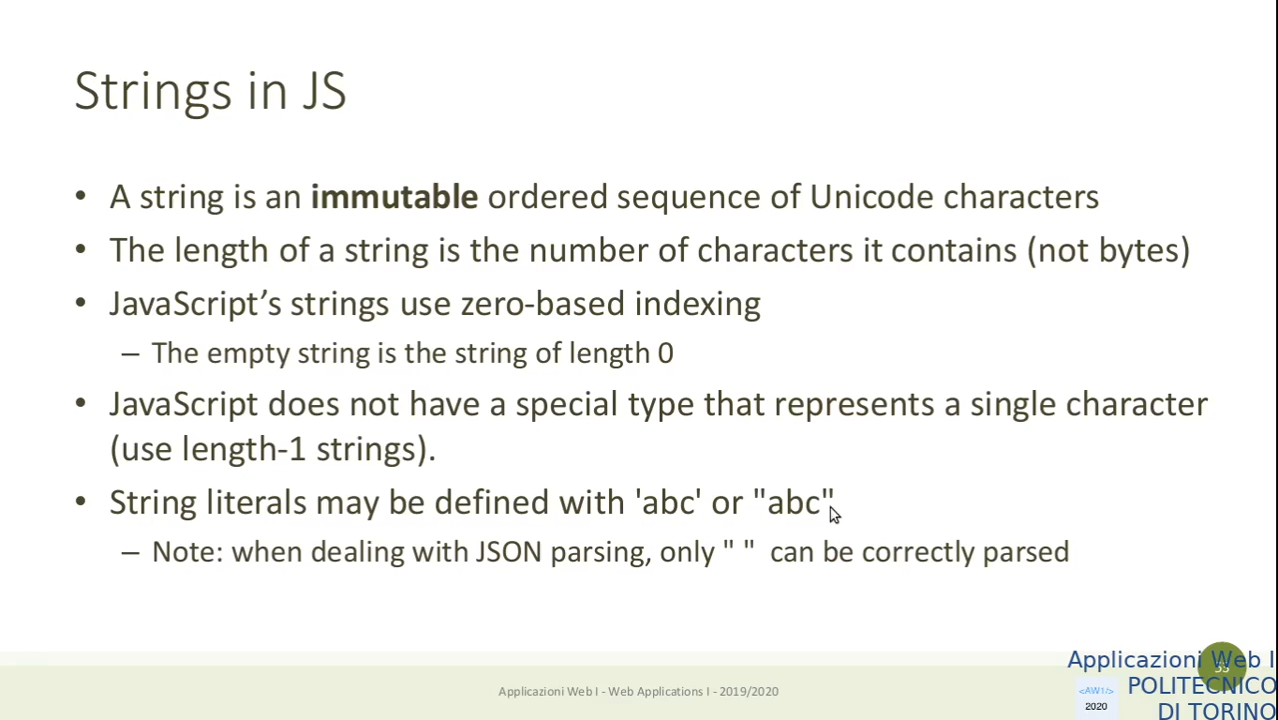 Strings in JS
• A string is an immutable ordered sequence of Unicode characters
• The length of a string is the number of characters it contains (not bytes)
• JavaScript’s strings use zero-based indexing
– The empty string is the string of length 0
• JavaScript does not have a special type that represents a single character
(use length-1 strings).
• String literals may be defined with 'abc' or "abc"
– Note: when dealing with JSON parsing, only " " can be correctly parsed
Applicazioni Web I - Web Applications I - 2019/2020
Applicazioni Web I
POLITECNICO
DI TORINO
<AW1/>
2020